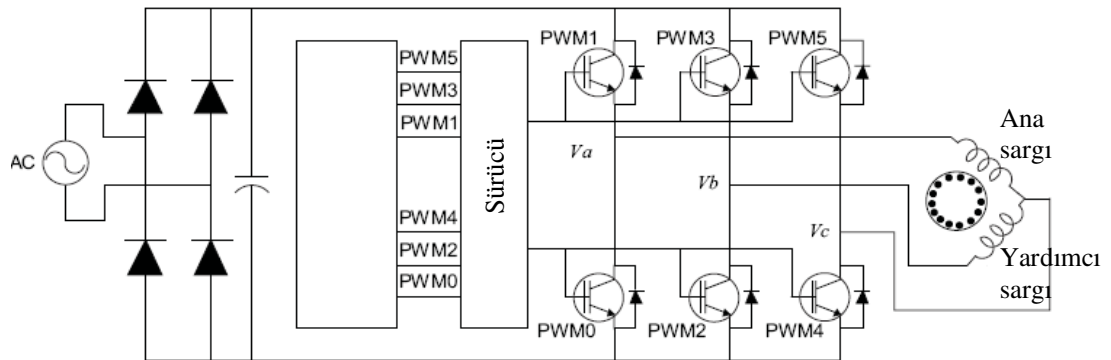 PWM1
PWM3
PWM5
PWM5
PWM3
PWM1
AC
Sürücü
Va
Vb
Vc
Ana
sargı
PWM4
PWM2
PWM0
Yardımcı
sargı
PWM0
PWM2
PWM4